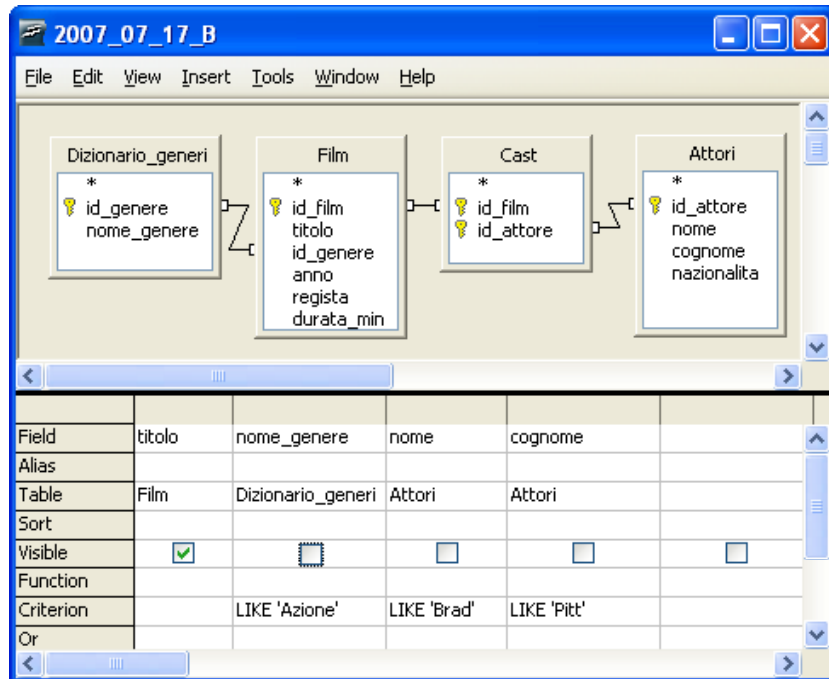 2007_07_17_B
File Edit View Insert Tools Window Help
Dizionario_generi
*
id_genere
nome_genere
Film
*
id_film
titolo
id_genere
anno
regista
durata_min
Cast
*
id_film
id_attore
Attori
*
id_attore
nome
cognome
nazionalita
Field titolo nome_genere nome cognome
Alias
Table Film Dizionario_generi Attori Attori
Sort
Visible
Function
Criterion LIKE 'Azione' LIKE 'Brad' LIKE 'Pitt'
Or